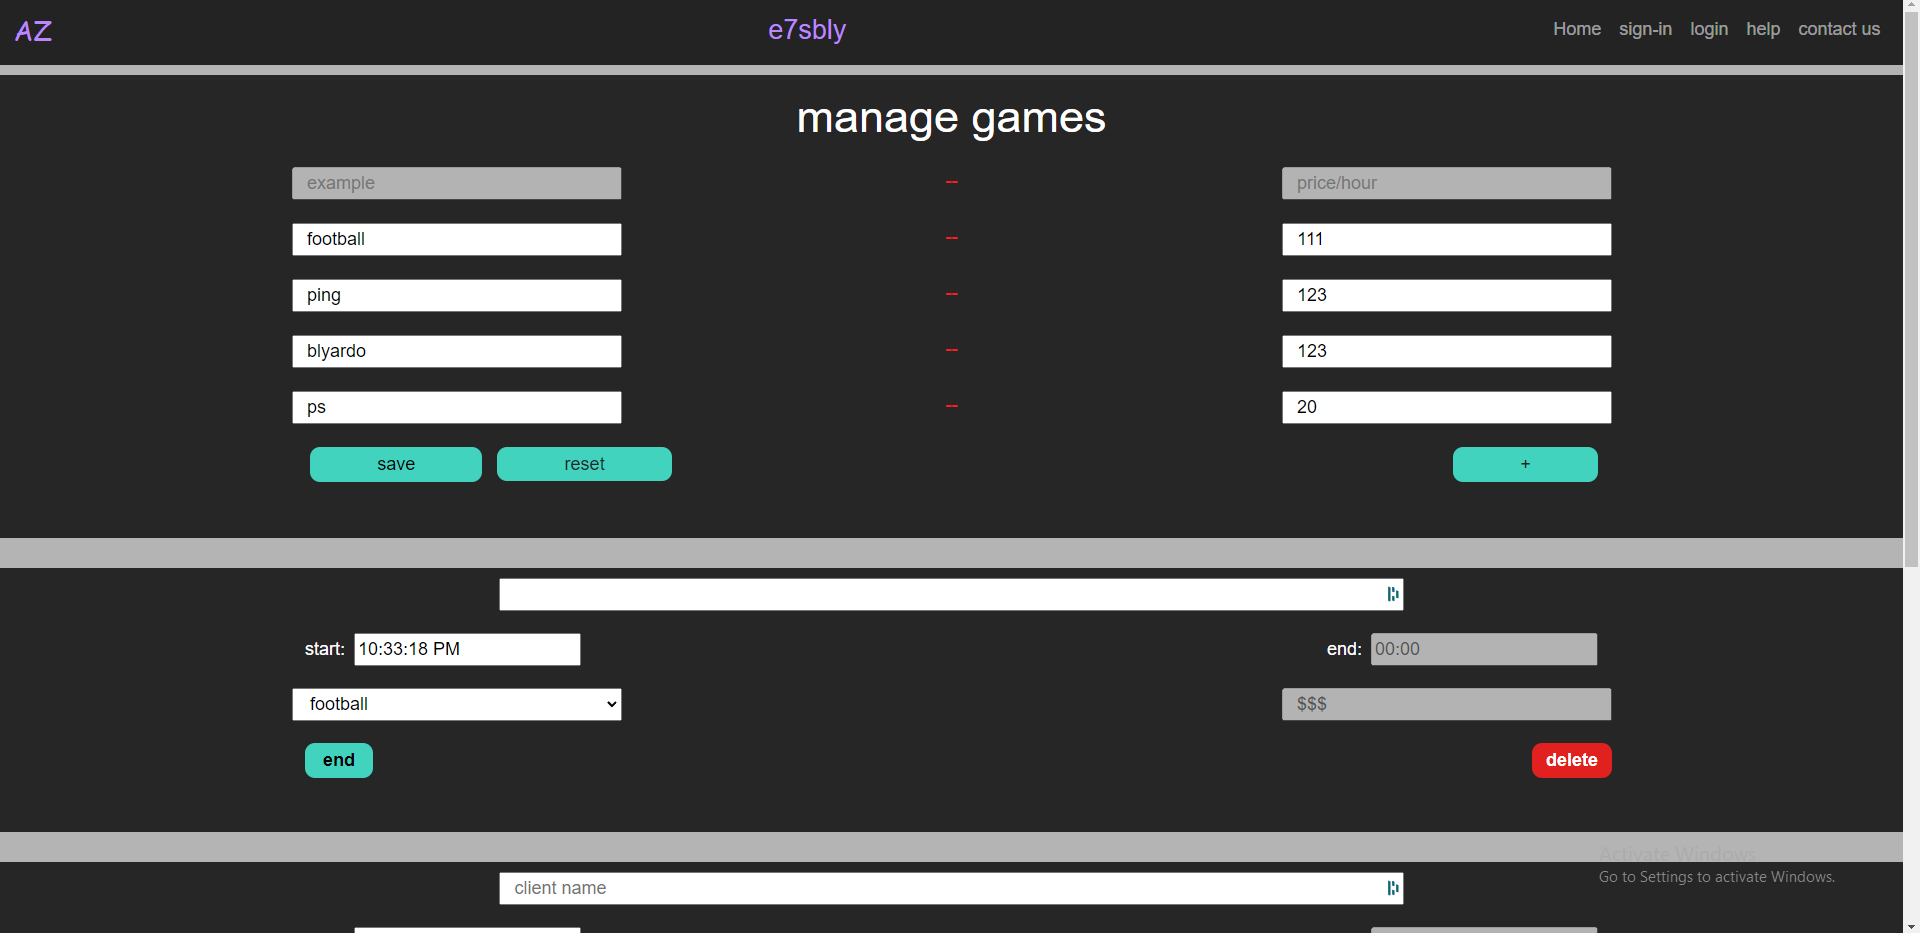 AZ e7sbly Home sign-in login help contact us
manage games
example -- price/hour
football -- 111
ping -- 123
blyardo -- 123
ps -- 20
save reset +
start: 10:33:18 PM end: 00:00
football $$$
end delete
Activate Windows
Go to Settings to activate Windows.
client name